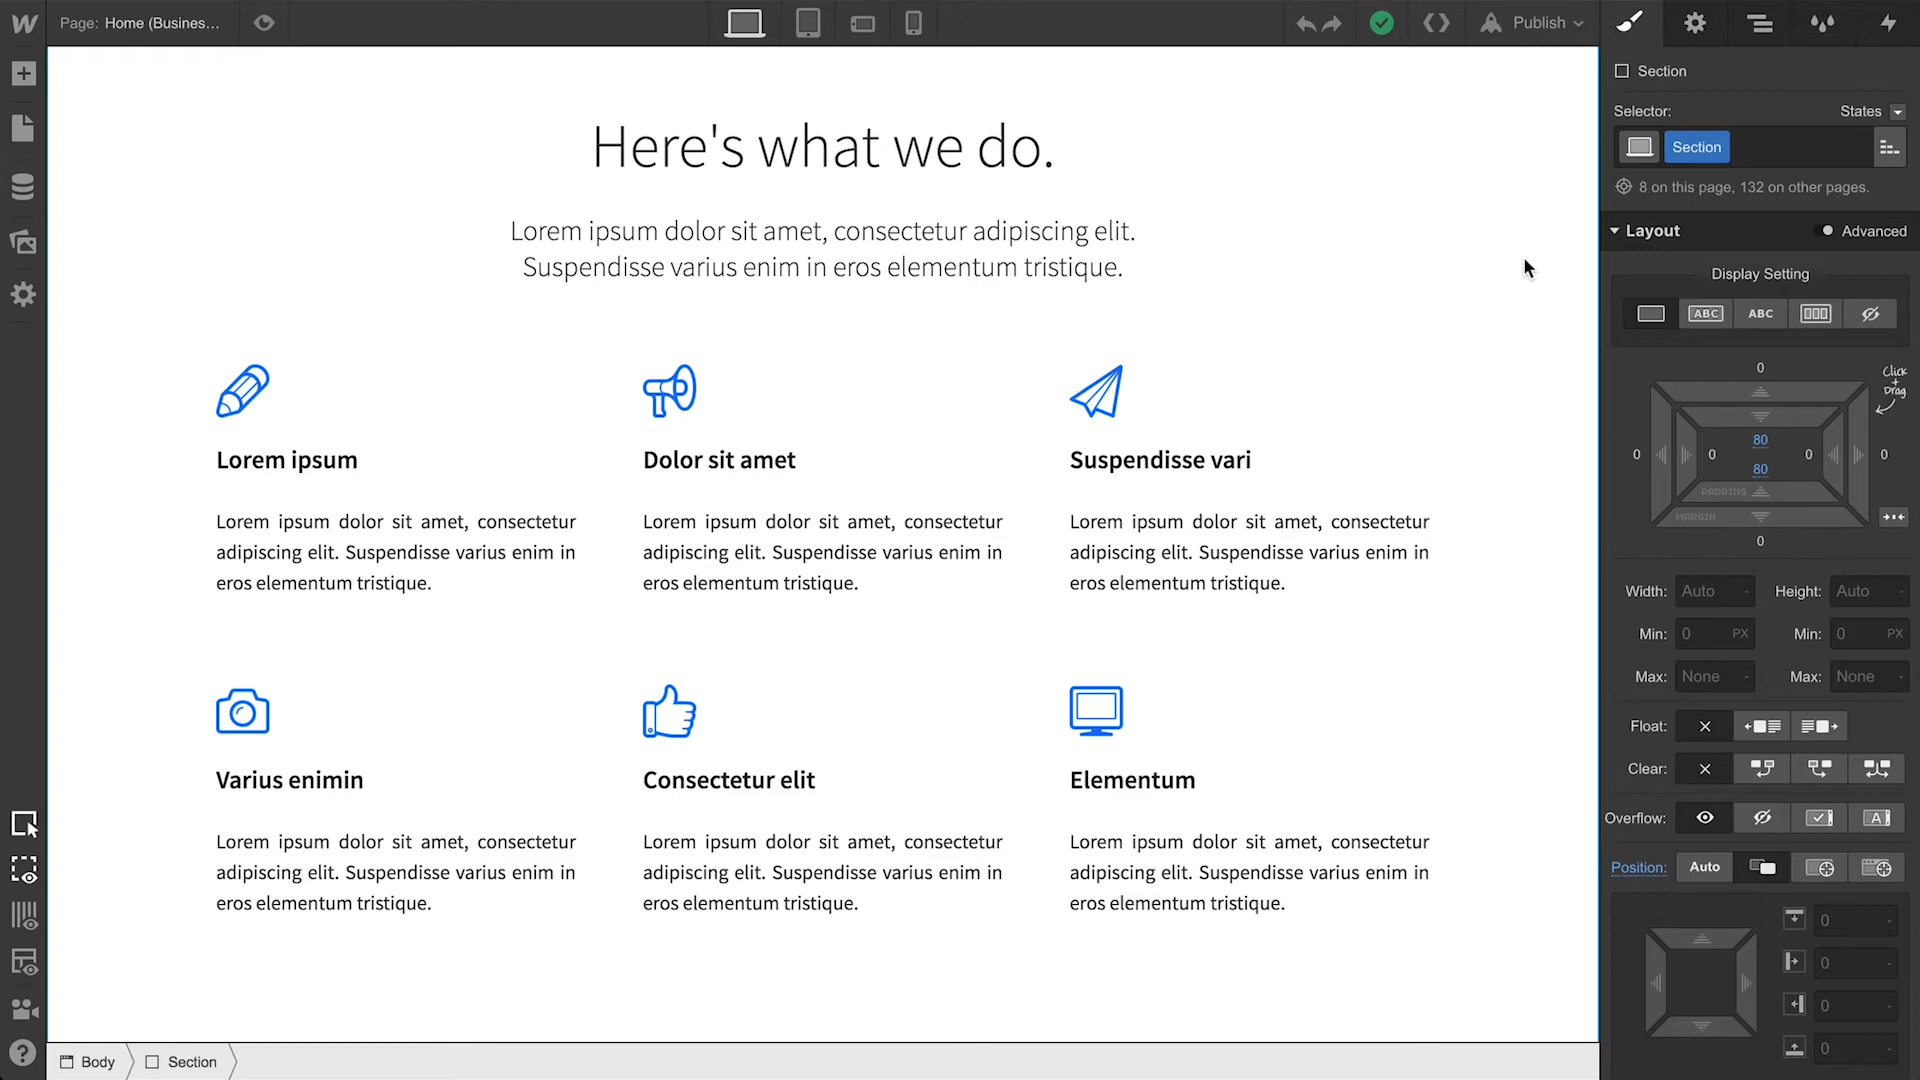 Page: Home (Busines...
Publish
Here's what we do.
Lorem ipsum dolor sit amet, consectetur adipiscing elit.
Suspendisse varius enim in eros elementum tristique.
Lorem ipsum
Lorem ipsum dolor sit amet, consectetur
adipiscing elit. Suspendisse varius enim in
eros elementum tristique.
Dolor sit amet
Lorem ipsum dolor sit amet, consectetur
adipiscing elit. Suspendisse varius enim in
eros elementum tristique.
Suspendisse vari
Lorem ipsum dolor sit amet, consectetur
adipiscing elit. Suspendisse varius enim in
eros elementum tristique.
Varius enimin
Lorem ipsum dolor sit amet, consectetur
adipiscing elit. Suspendisse varius enim in
eros elementum tristique.
Consectetur elit
Lorem ipsum dolor sit amet, consectetur
adipiscing elit. Suspendisse varius enim in
eros elementum tristique.
Elementum
Lorem ipsum dolor sit amet, consectetur
adipiscing elit. Suspendisse varius enim in
eros elementum tristique.
Body
Section
Section
Selector: States
Section
8 on this page, 132 on other pages.
Layout Advanced
Display Setting
ABC ABC
0
Click
+
Drag
80
0 0 0 0
80
PADDING
MARGIN
0
Width: Auto - Height: Auto -
Min: 0 PX Min: 0 PX
Max: None - Max: None -
Float:
Clear:
Overflow: A
Position: Auto
0 -
0 -
0 -
0 -